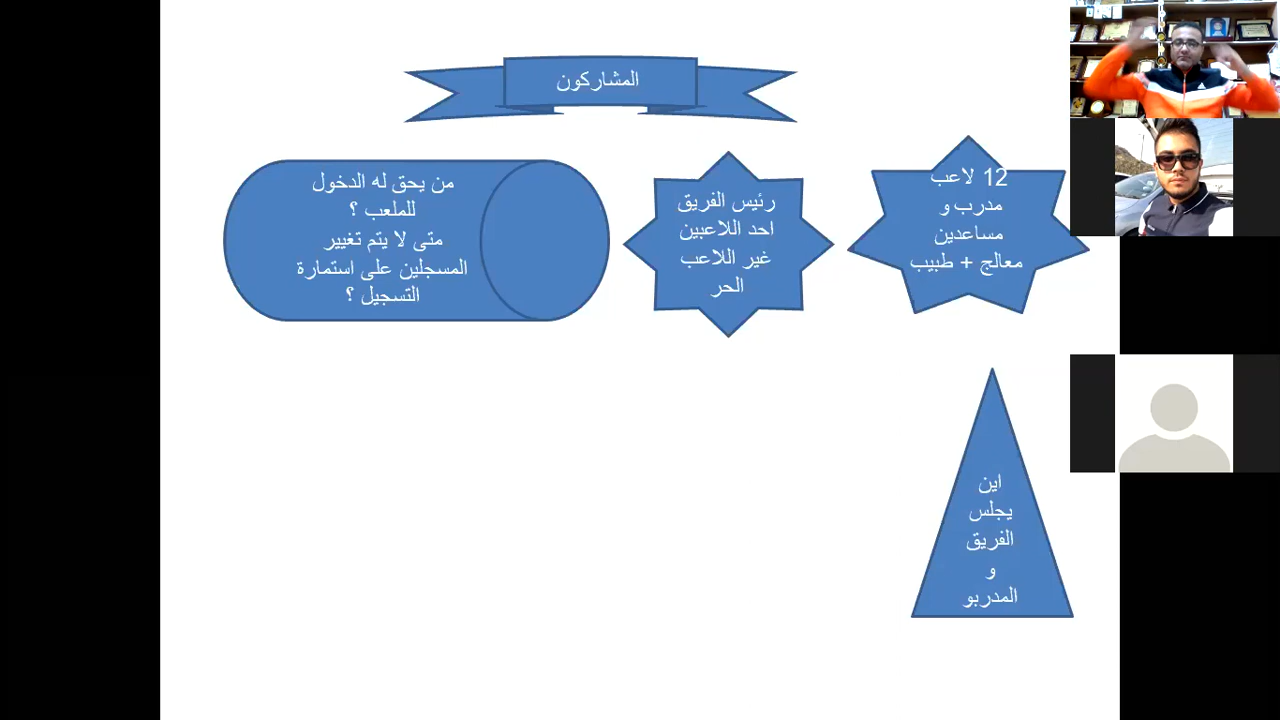 المشاركون
12 لاعب
مدرب و
مساعدين
معالج + طبيب
رئيس الفريق
احد اللاعبين
غير اللاعب
الحر
من يحق له الدخول
للملعب ؟
متى لا يتم تغيير
المسجلين على استمارة
التسجيل ؟
اين
يجلس
الفريق
و
المدربو